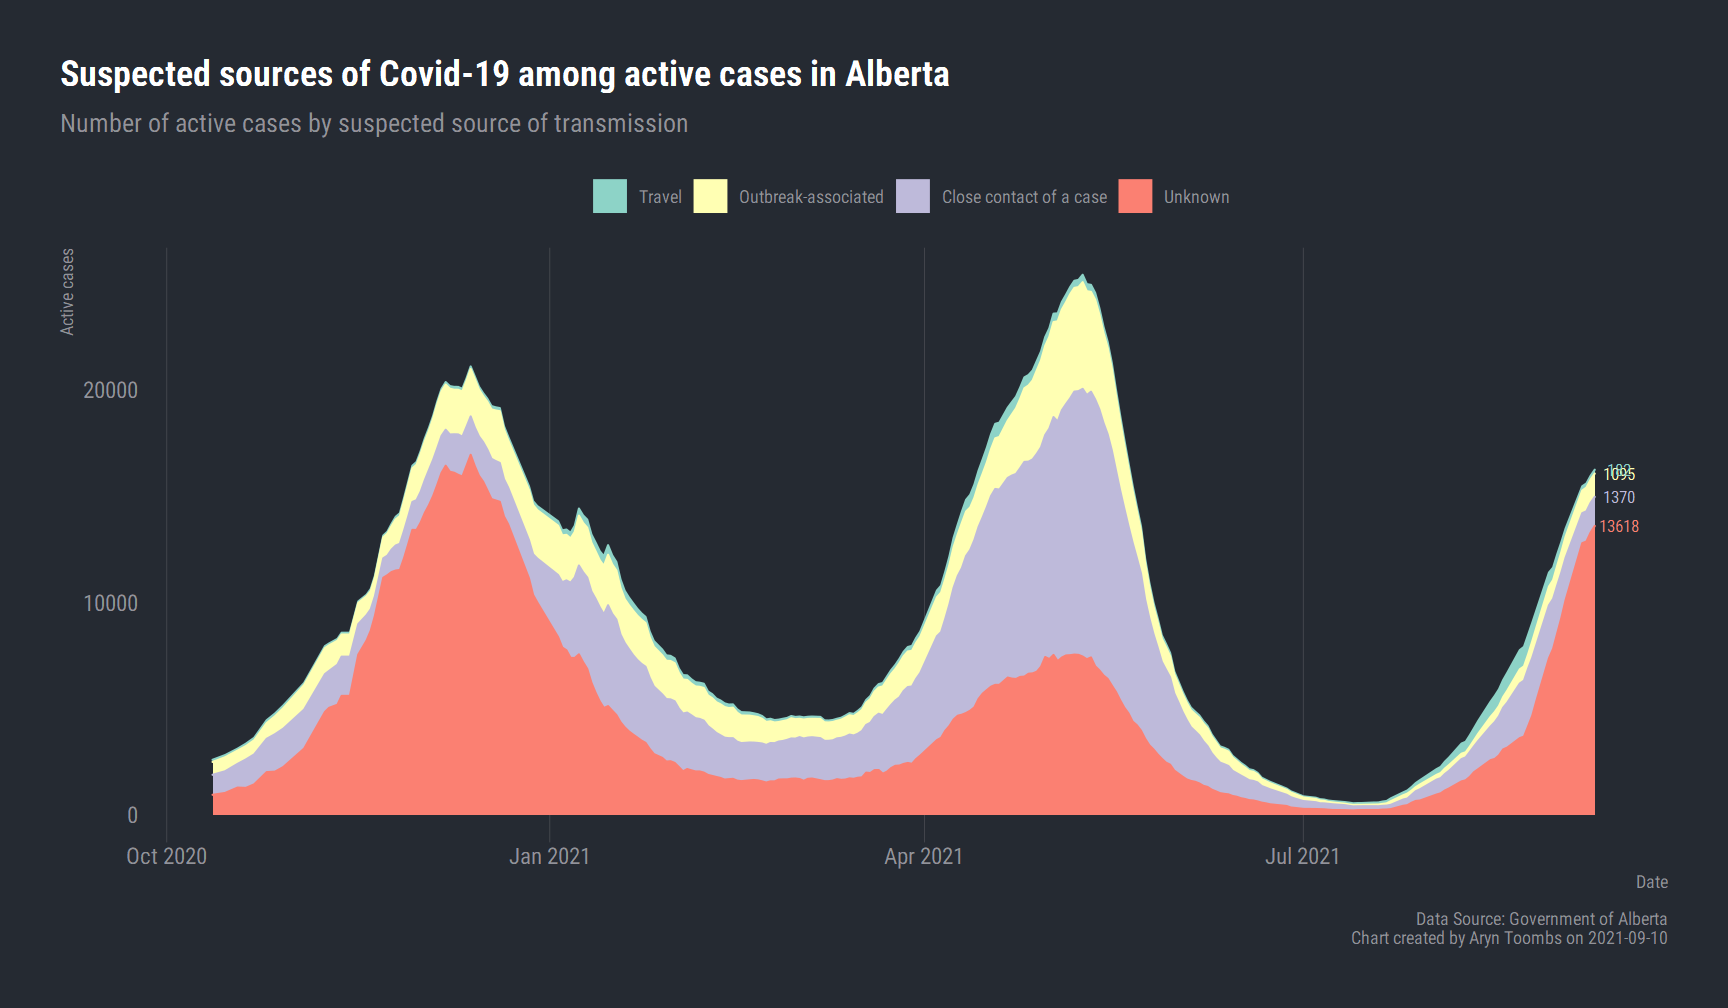 Suspected sources of Covid-19 among active cases in Alberta
Number of active cases by suspected source of transmission
Travel
Outbreak-associated
Close contact of a case
Unknown
Active cases
20000
10000
0
1095
1370
13618
Oct 2020
Jan 2021
Apr 2021
Jul 2021
Date
Data Source: Government of Alberta
Chart created by Aryn Toombs on 2021-09-10